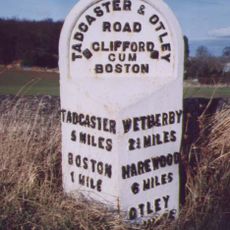 TADCASTER & OTLEY
ROAD
CLIFFORD
CUM
BOSTON
TADCASTER
5 MILES
BOSTON
1 MILE
WETHERBY
2½ MILES
HAREWOOD
6 MILES
OTLEY